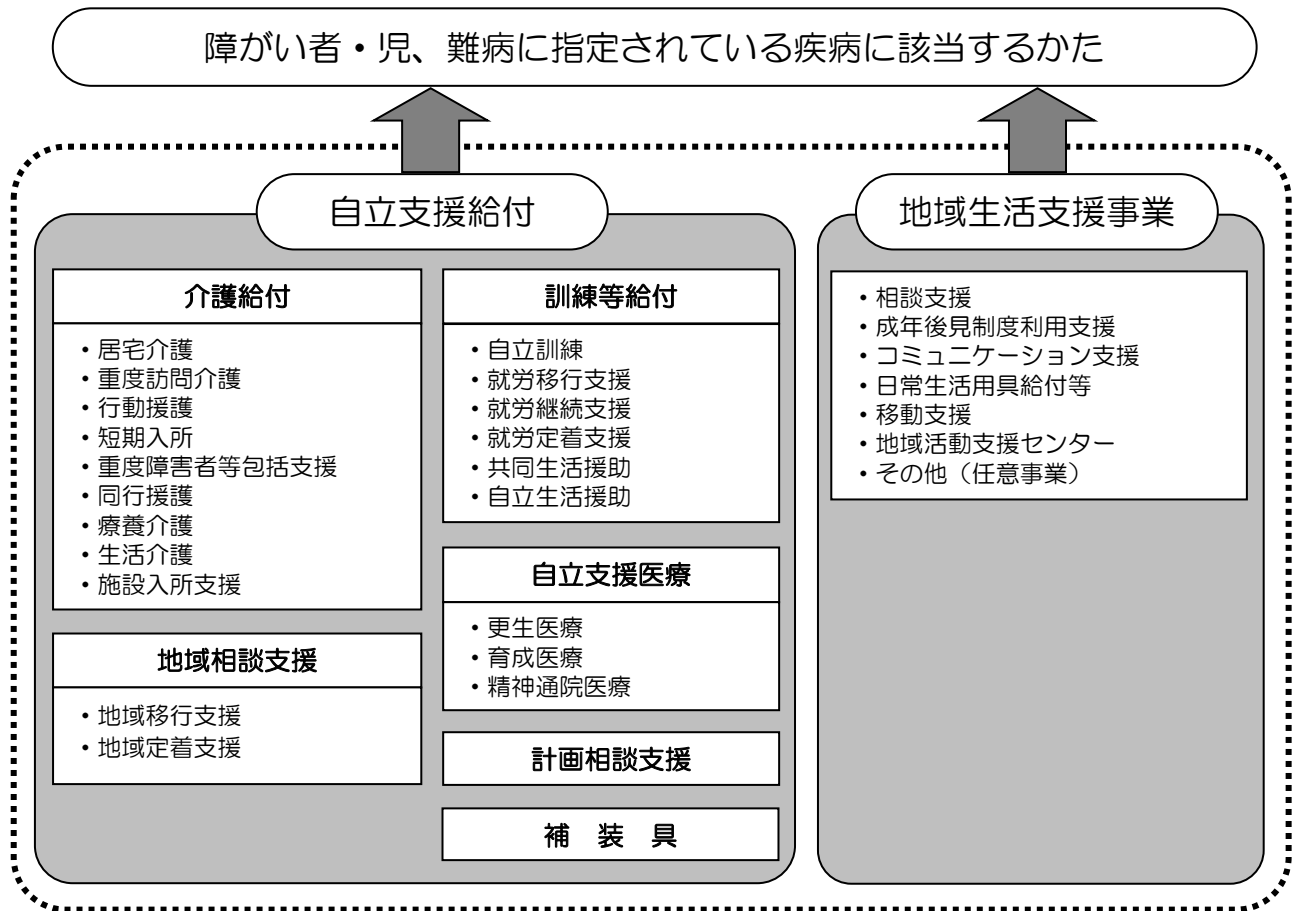 障がい者・児、難病に指定されている疾病に該当するかた
自立支援給付
介護給付
・居宅介護
・重度訪問介護
・行動援護
・短期入所
・重度障害者等包括支援
・同行援護
・療養介護
・生活介護
・施設入所支援
地域相談支援
・地域移行支援
・地域定着支援
訓練等給付
・自立訓練
・就労移行支援
・就労継続支援
・就労定着支援
・共同生活援助
・自立生活援助
自立支援医療
・更生医療
・育成医療
・精神通院医療
計画相談支援
補　装　具
地域生活支援事業
・相談支援
・成年後見制度利用支援
・コミュニケーション支援
・日常生活用具給付等
・移動支援
・地域活動支援センター
・その他（任意事業）